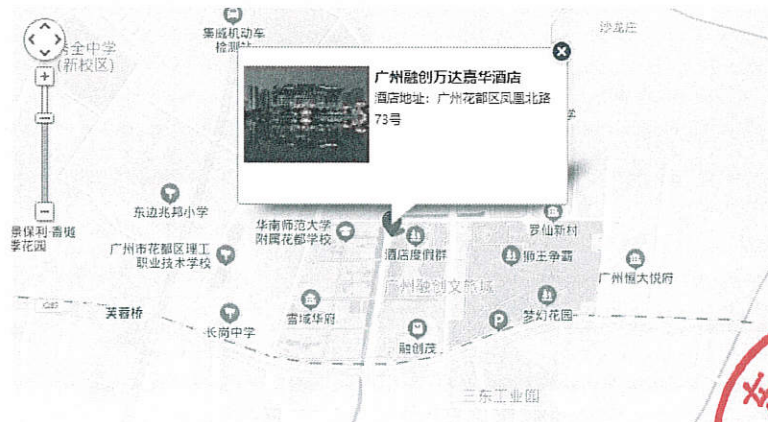 集威机动车
检测站
沙龙庄
秀全中学
(新校区)
广州融创万达嘉华酒店
酒店地址：广州花都区凤凰北路
73号
学
东边兆邦小学
景保利·香樾
季花园
华南师范大学
附属花都学校
罗仙新村
广州市花都区理工
职业技术学校
酒店度假群
狮王争霸
广州恒大悦府
广州融创文旅城
G45
芙蓉桥
雪域华府
长岗中学
P
梦幻花园
融创茂
三东工业园